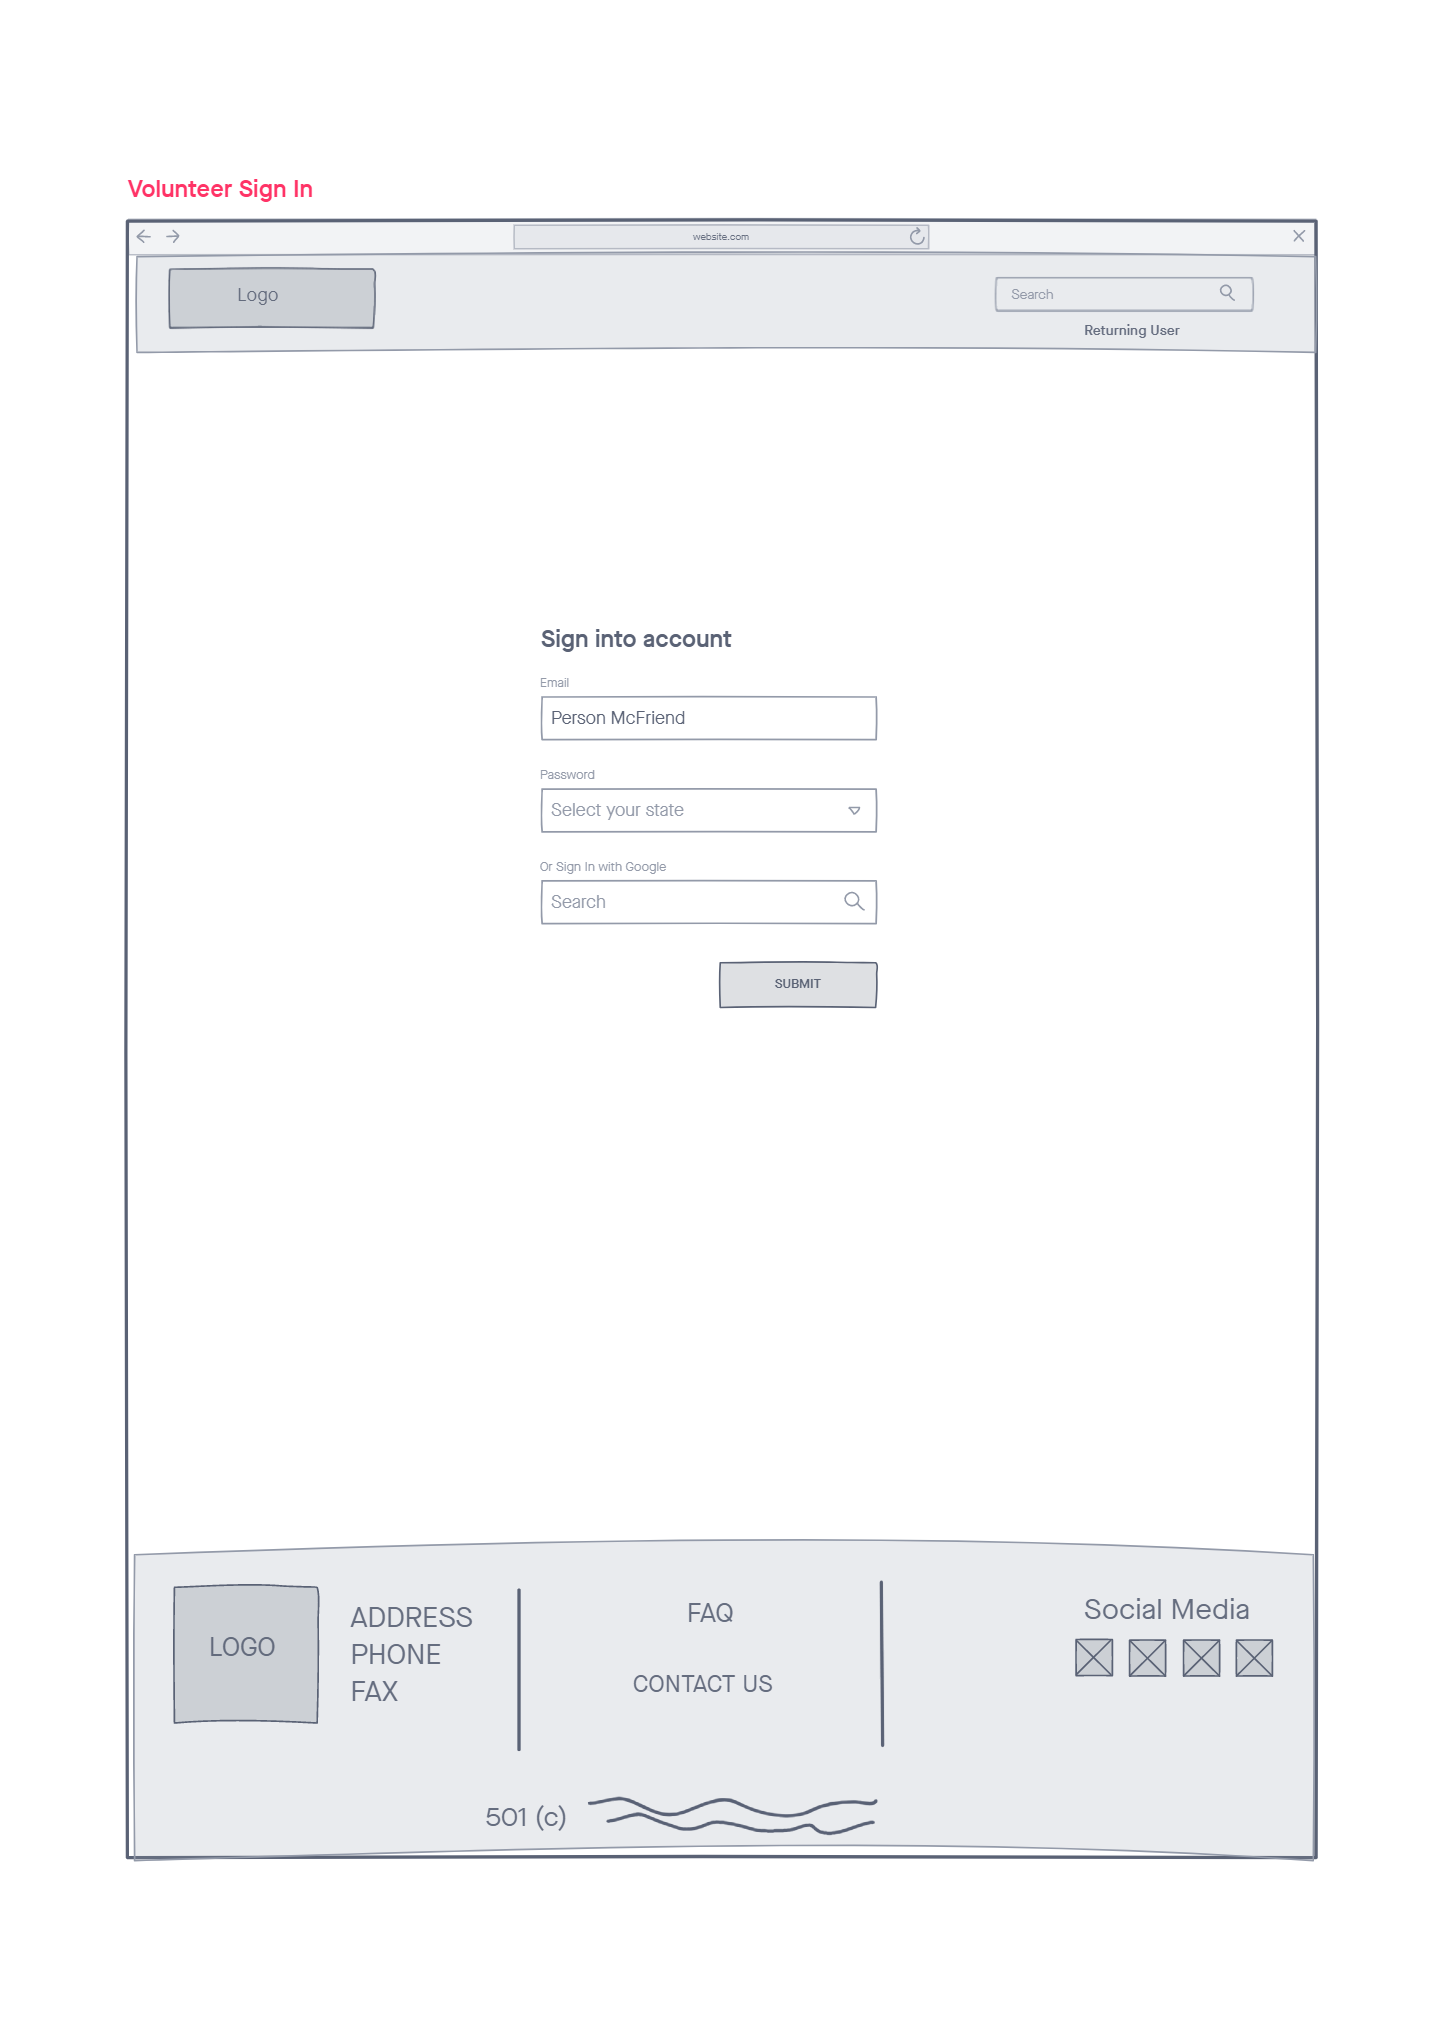 Volunteer Sign In
website.com
Logo
Search
Returning User
Sign into account
Email
Person McFriend
Password
Select your state
Or Sign In with Google
Search
SUBMIT
LOGO
ADDRESS
PHONE
FAX
FAQ
CONTACT US
Social Media
501 (c)